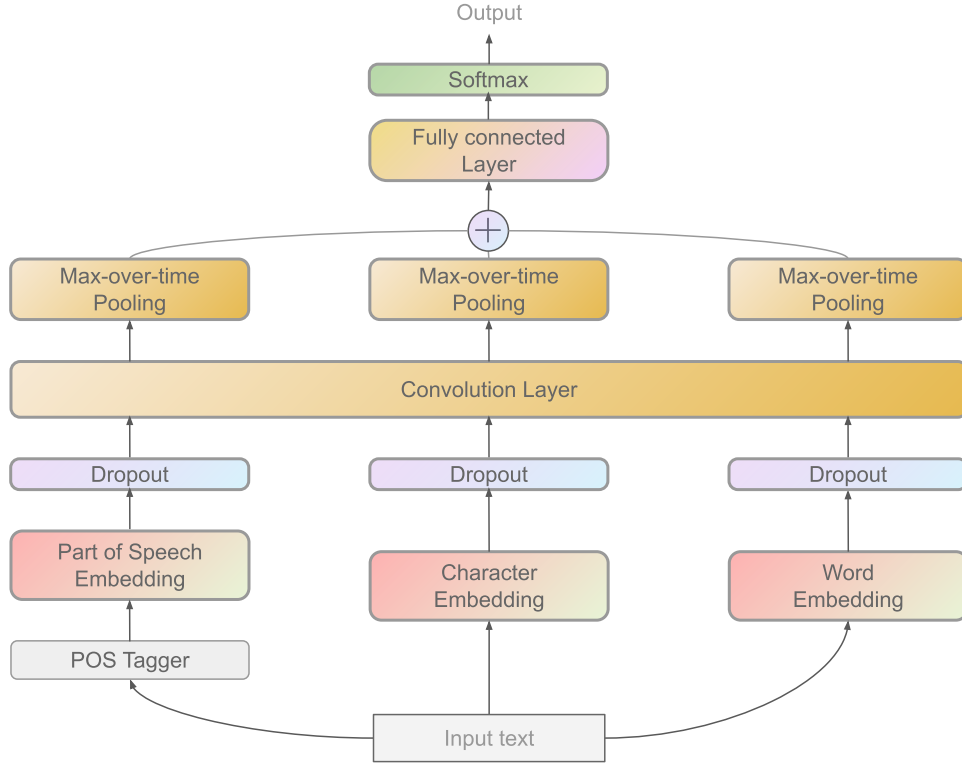 Output
Softmax
Fully connected
Layer
Max-over-time
Pooling
Max-over-time
Pooling
Max-over-time
Pooling
Convolution Layer
Dropout
Dropout
Dropout
Part of Speech
Embedding
Character
Embedding
Word
Embedding
POS Tagger
Input text